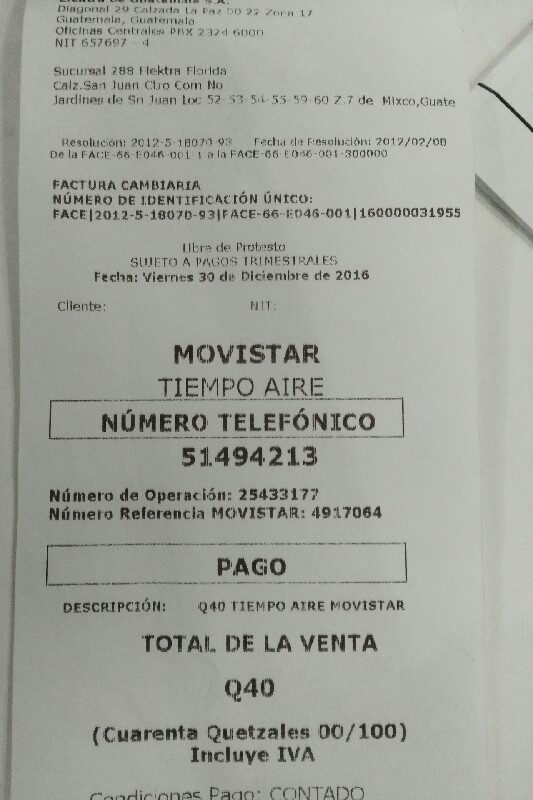 Elektra de Guatemala S.A.
Diagonal 29 Calzada La Paz 00-22 Zona 17
Guatemala, Guatemala
Oficinas Centrales PBX 2324 6000
NIT 657697 - 4
Sucursal 288 Elektra Florida
Calz.San Juan Ctro Com No
Jardines de Sn Juan Loc 52-53-54-55-59-60 Z.7 de Mixco,Guate
Resolución: 2012-5-18070-93 Fecha de Resolución: 2012/02/08
De la FACE-66-E046-001-1 a la FACE-66-E046-001-300000
FACTURA CAMBIARIA
NÚMERO DE IDENTIFICACIÓN ÚNICO:
FACE|2012-5-18070-93|FACE-66-E046-001|160000031955
Libre de Protesto
SUJETO A PAGOS TRIMESTRALES
Fecha: Viernes 30 de Diciembre de 2016
Cliente: NIT:
MOVISTAR
TIEMPO AIRE
NÚMERO TELEFÓNICO
51494213
Número de Operación: 25433177
Número Referencia MOVISTAR: 4917064
PAGO
DESCRIPCIÓN: Q40 TIEMPO AIRE MOVISTAR
TOTAL DE LA VENTA
Q40
(Cuarenta Quetzales 00/100)
Incluye IVA
Condiciones Pago: CONTADO